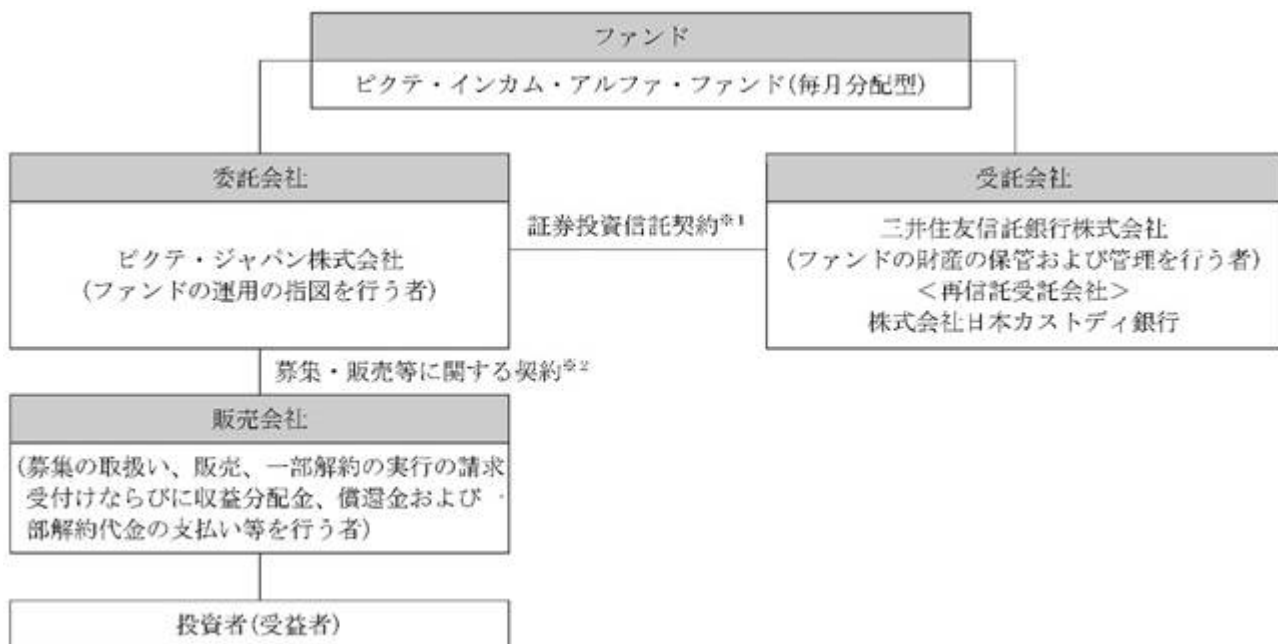 ファンド
ピクテ・インカム・アルファ・ファンド(毎月分配型)
委託会社
ピクテ・ジャパン株式会社
(ファンドの運用の指図を行う者)
証券投資信託契約※1
受託会社
三井住友信託銀行株式会社
(ファンドの財産の保管および管理を行う者)
<再信託受託会社>
株式会社日本カストディ銀行
募集・販売等に関する契約※2
販売会社
(募集の取扱い、販売、一部解約の実行の請求
受付けならびに収益分配金、償還金および一
部解約代金の支払い等を行う者)
投資者(受益者)